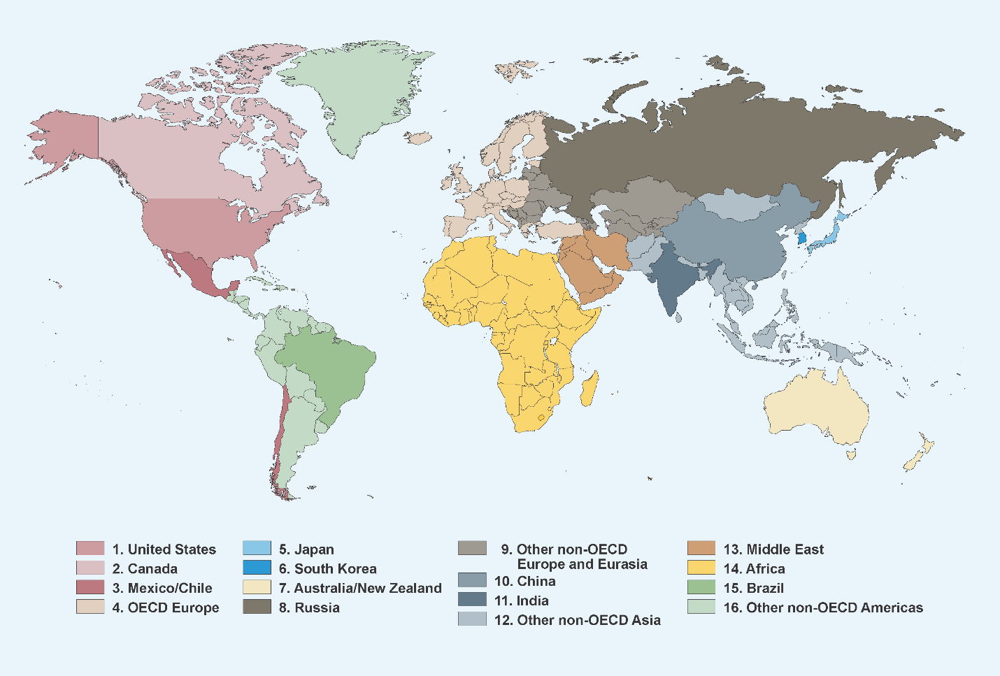 1. United States
2. Canada
3. Mexico/Chile
4. OECD Europe
5. Japan
6. South Korea
7. Australia/New Zealand
8. Russia
9. Other non-OECD
Europe and Eurasia
10. China
11. India
12. Other non-OECD Asia
13. Middle East
14. Africa
15. Brazil
16. Other non-OECD Americas